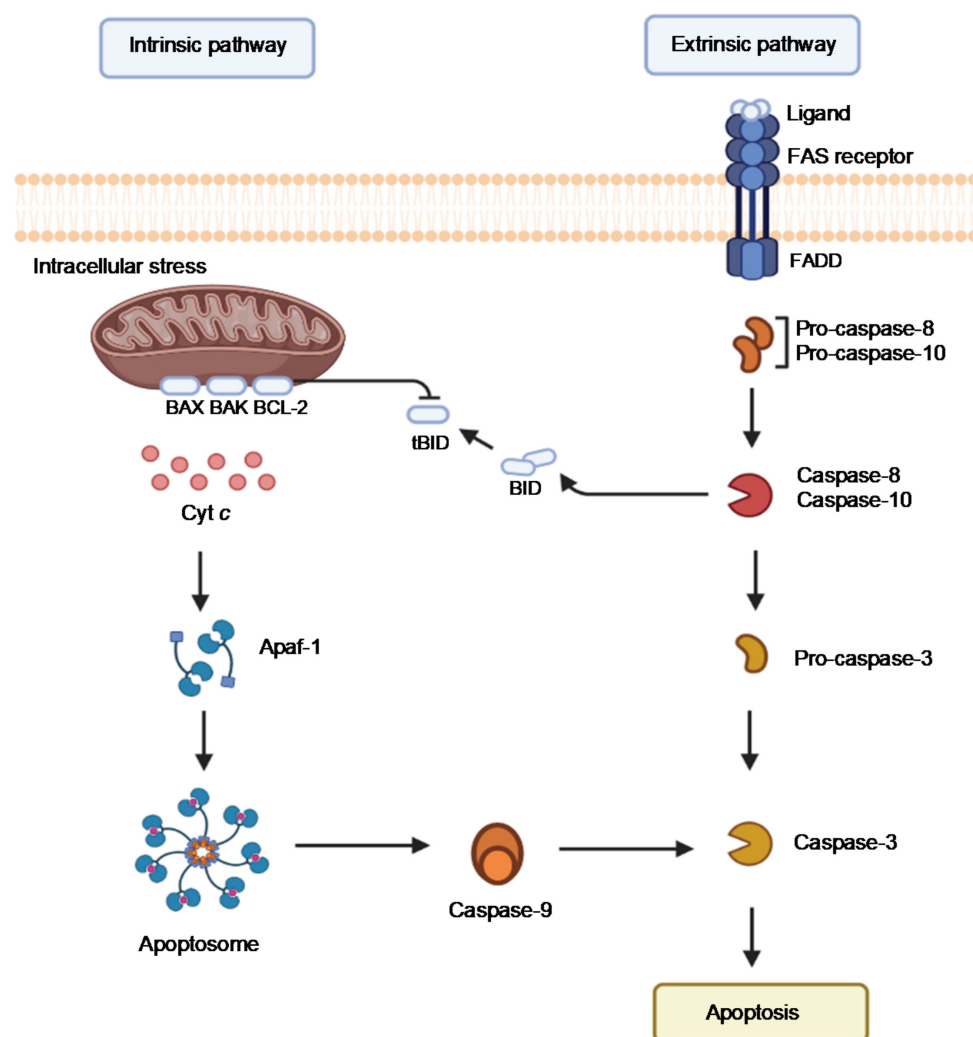 Intrinsic pathway
Extrinsic pathway
Ligand
FAS receptor
FADD
Intracellular stress
Pro-caspase-8
Pro-caspase-10
BAX BAK BCL-2
tBID
BID
Caspase-8
Caspase-10
Cyt c
Apaf-1
Pro-caspase-3
Caspase-3
Caspase-9
Apoptosome
Apoptosis